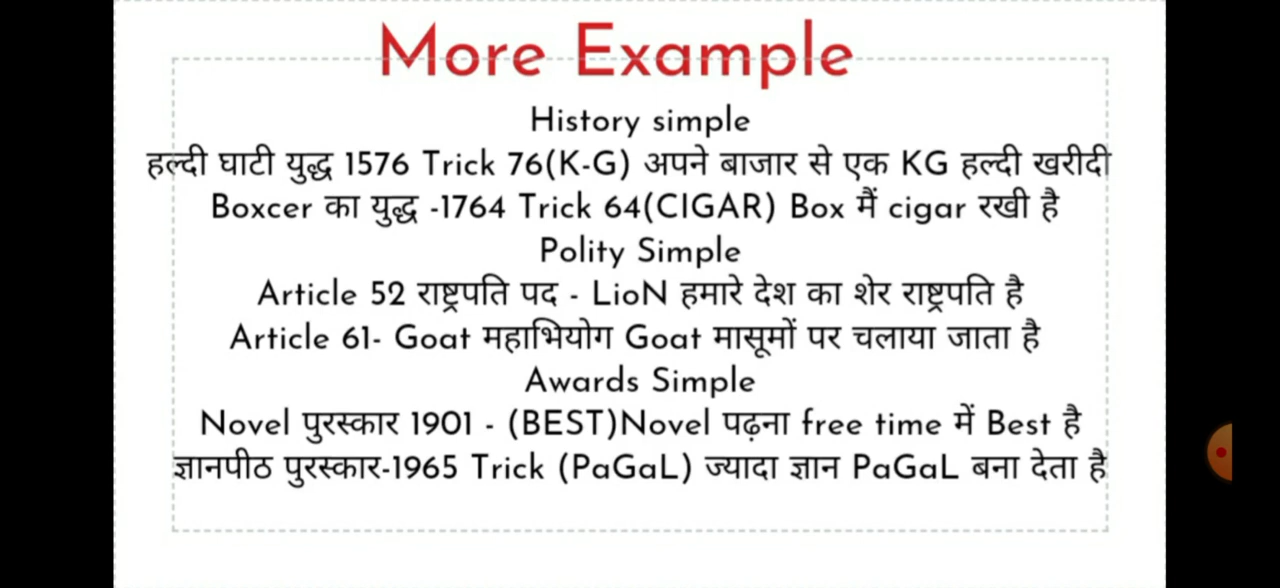 More Example
History simple
हल्दी घाटी युद्ध 1576 Trick 76(K-G) अपने बाजार से एक KG हल्दी खरीदी
Boxcer का युद्ध -1764 Trick 64(CIGAR) Box मैं cigar रखी है
Polity Simple
Article 52 राष्ट्रपति पद - LioN हमारे देश का शेर राष्ट्रपति है
Article 61- Goat महाभियोग Goat मासूमों पर चलाया जाता है
Awards Simple
Novel पुरस्कार 1901 - (BEST)Novel पढ़ना free time में Best है
ज्ञानपीठ पुरस्कार-1965 Trick (PaGaL) ज्यादा ज्ञान PaGaL बना देता है